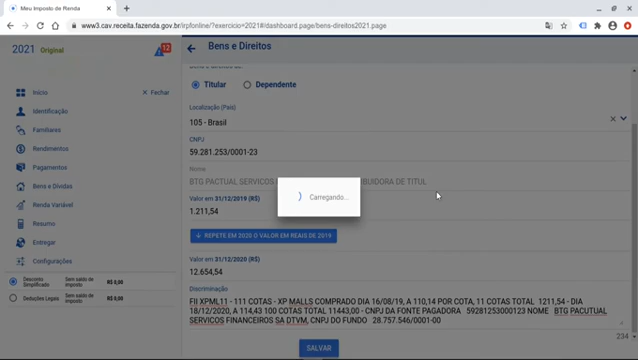 Meu Imposto de Renda
www3.cav.receita.fazenda.gov.br/irpfonline/?exercicio=2021#/dashboard.page/bens-direitos2021.page
2021 Original
12
Bens e Direitos
Titular
Dependente
Início
Fechar
Identificação
Familiares
Rendimentos
Pagamentos
Bens e Dívidas
Renda Variável
Resumo
Entregar
Configurações
Desconto Simplificado
Sem saldo de imposto
R$ 0,00
Deduções Legais
Sem saldo de imposto
R$ 0,00
Localização (País)
105 - Brasil
CNPJ
59.281.253/0001-23
Nome
BTG PACTUAL SERVICOS
IBUIDORA DE TITUL
Carregando...
Valor em 31/12/2019 (R$)
1.211,54
REPETE EM 2020 O VALOR EM REAIS DE 2019
Valor em 31/12/2020 (R$)
12.654,54
Discriminação
FII XPML11 - 111 COTAS - XP MALLS COMPRADO DIA 16/08/19, A 110,14 POR COTA, 11 COTAS TOTAL 1211,54 - DIA
18/12/2020, A 114,43 100 COTAS TOTAL 11443,00 - CNPJ DA FONTE PAGADORA 59281253000123 NOME BTG PACUTUAL
SERVICOS FINANCEIROS SA DTVM, CNPJ DO FUNDO 28.757.546/0001-00
234
SALVAR